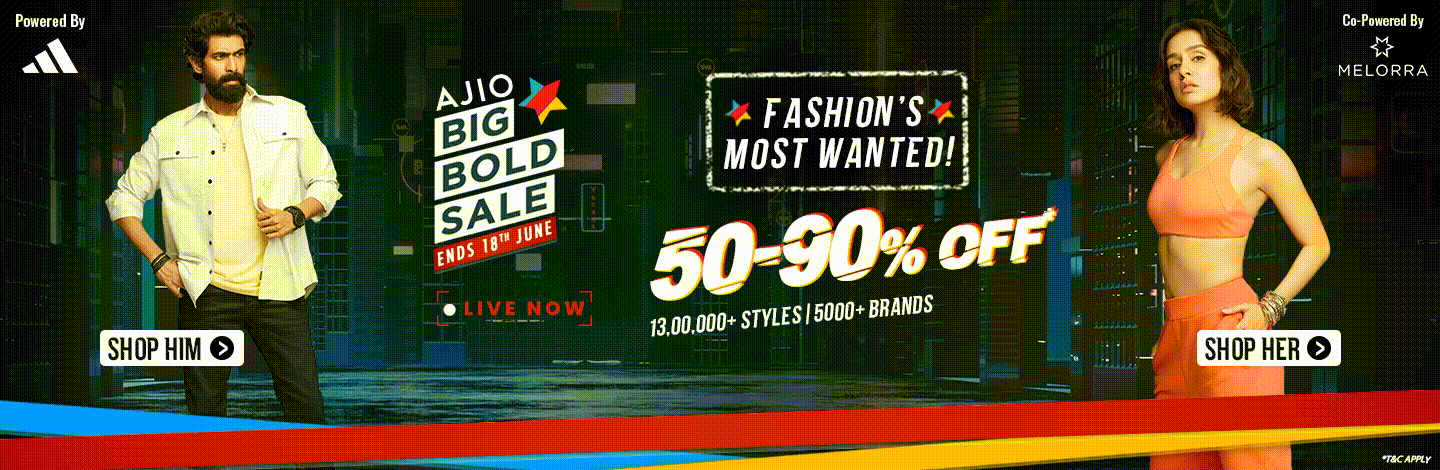 Powered By
Co-Powered By
MELORRA
AJIO
BIG
BOLD
SALE
ENDS 18TH JUNE
LIVE NOW
FASHION'S
MOST WANTED!
50-90% OFF*
13,00,000+ STYLES | 5000+ BRANDS
SHOP HIM
SHOP HER
*T&C APPLY